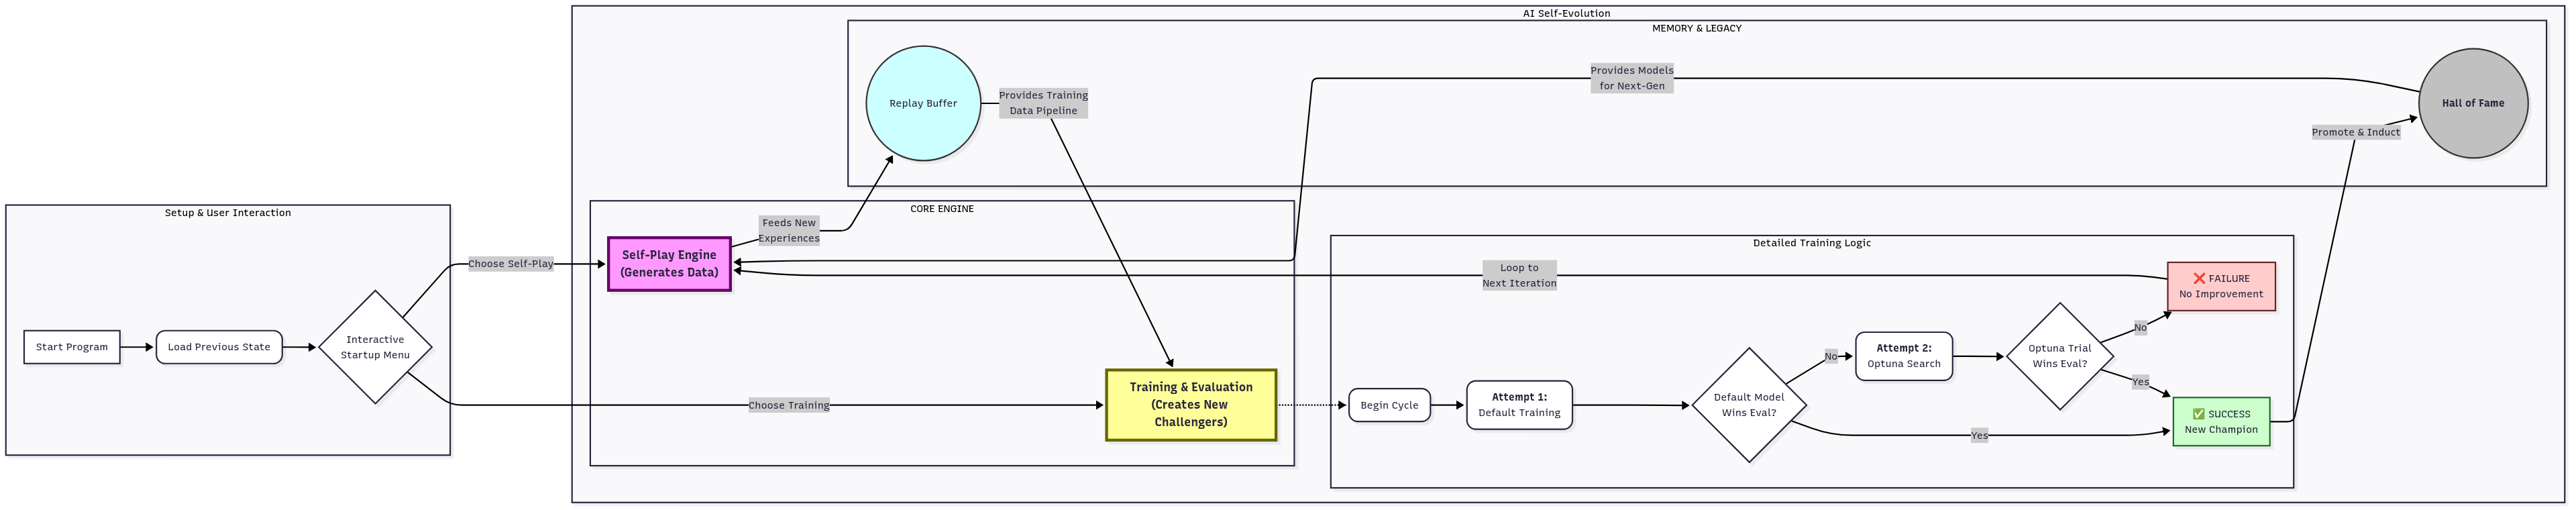 AI Self-Evolution
MEMORY & LEGACY
Replay Buffer
Provides Training
Data Pipeline
Provides Models
for Next-Gen
Hall of Fame
Promote & Induct
Setup & User Interaction
Start Program
Load Previous State
Interactive
Startup Menu
Choose Self-Play
Choose Training
CORE ENGINE
Self-Play Engine
(Generates Data)
Feeds New
Experiences
Training & Evaluation
(Creates New
Challengers)
Detailed Training Logic
Loop to
Next Iteration
Begin Cycle
Attempt 1:
Default Training
Default Model
Wins Eval?
No
Attempt 2:
Optuna Search
Optuna Trial
Wins Eval?
No
Yes
Yes
❌ FAILURE
No Improvement
✅ SUCCESS
New Champion